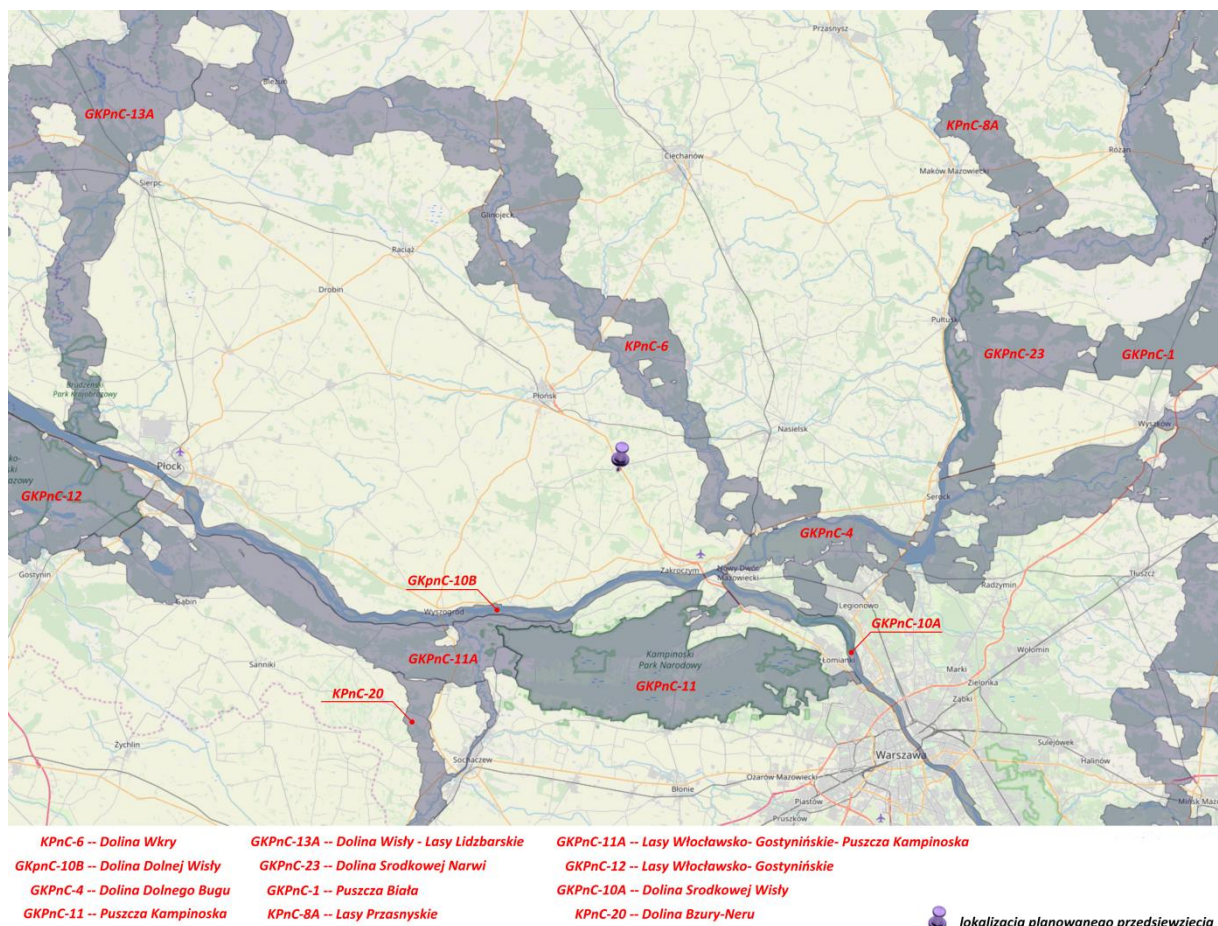 Przasnysz
Bieżuń
GKPnC-13A
KPnC-8A
Różan
Ciechanów
Maków Mazowiecki
Sierpc
Glinojeck
Raciąż
Drobin
Pułtusk
KPnC-6
GKPnC-23
GKPnC-1
Brudzeński
Park Krajobrazowy
Płońsk
Nasielsk
Wyszków
Płock
GKPnC-12
Serock
GKPnC-4
Gostynin
Zakroczym
Nowy Dwór
Mazowiecki
Tłuszcz
Radzymin
GKpnC-10B
Gąbin
Wyszogród
Legionowo
GKPnC-10A
Wołomin
Kampinoski
Park Narodowy
Łomianki
Marki
Zielonka
Sanniki
GKPnC-11A
GKPnC-11
Ząbki
KPnC-20
Żychlin
Sulejówek
Warszawa
Halinów
Sochaczew
Ożarów Mazowiecki
Błonie
Piastów
Mińsk Maz
Pruszków
KPnC-6 -- Dolina Wkry GKPnC-13A -- Dolina Wisły - Lasy Lidzbarskie GKPnC-11A -- Lasy Włocławsko- Gostynińskie- Puszcza Kampinoska
GKpnC-10B -- Dolina Dolnej Wisły GKPnC-23 -- Dolina Srodkowej Narwi GKPnC-12 -- Lasy Włocławsko- Gostynińskie
GKPnC-4 -- Dolina Dolnego Bugu GKPnC-1 -- Puszcza Biała GKPnC-10A -- Dolina Srodkowej Wisły
GKPnC-11 -- Puszcza Kampinoska KPnC-8A -- Lasy Przasnyskie KPnC-20 -- Dolina Bzury-Neru
lokalizacja planowanego przedsięwzięcia